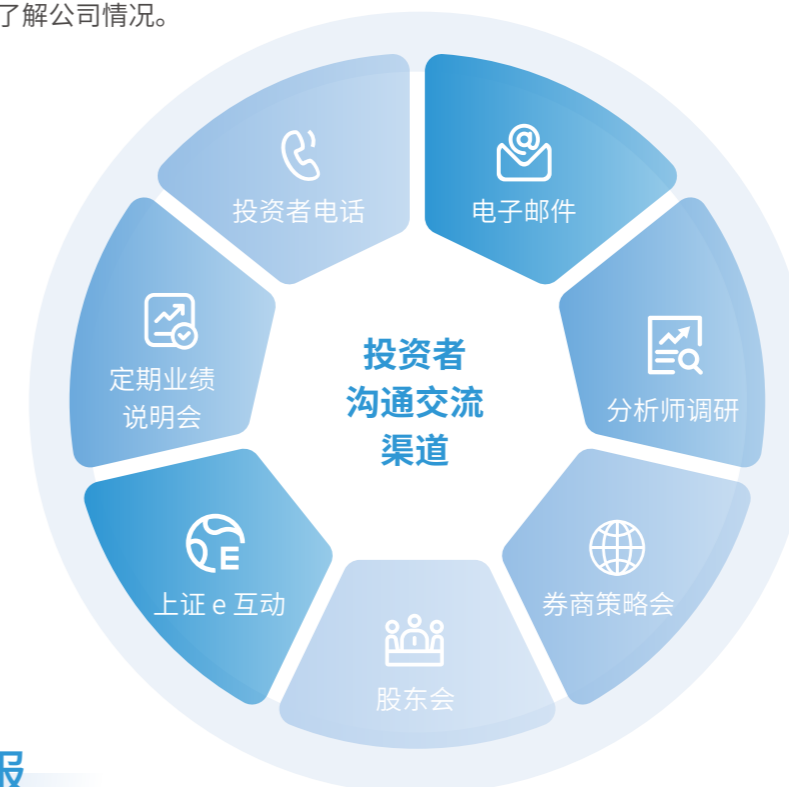 了解公司情况。
投资者电话
电子邮件
定期业绩
说明会
投资者
沟通交流
渠道
分析师调研
上证 e 互动
券商策略会
股东会
报